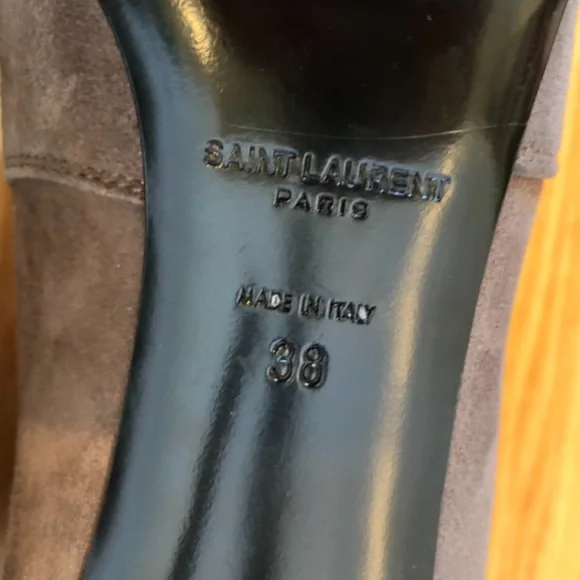 SAINT LAURENT
PARIS
MADE IN ITALY
38